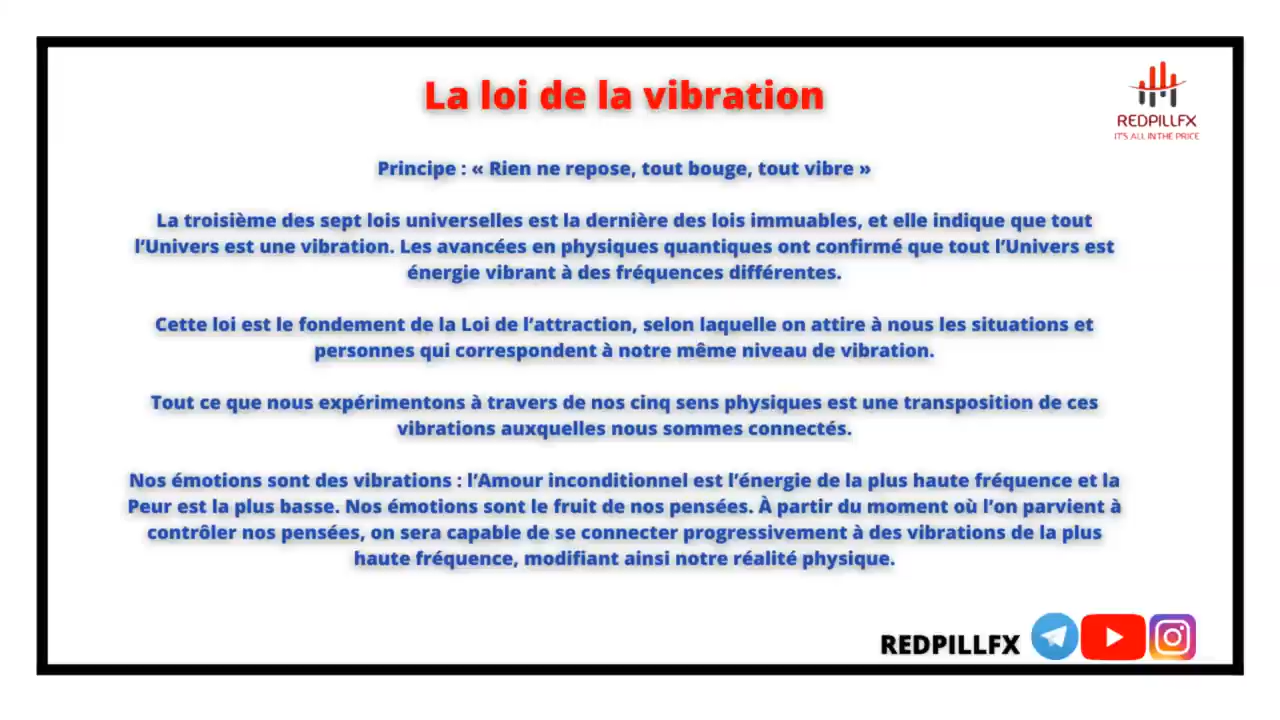 La loi de la vibration
REDPILLFX
IT'S ALL IN THE PRICE
Principe : « Rien ne repose, tout bouge, tout vibre »
La troisième des sept lois universelles est la dernière des lois immuables, et elle indique que tout
l’Univers est une vibration. Les avancées en physiques quantiques ont confirmé que tout l’Univers est
énergie vibrant à des fréquences différentes.
Cette loi est le fondement de la Loi de l’attraction, selon laquelle on attire à nous les situations et
personnes qui correspondent à notre même niveau de vibration.
Tout ce que nous expérimentons à travers de nos cinq sens physiques est une transposition de ces
vibrations auxquelles nous sommes connectés.
Nos émotions sont des vibrations : l’Amour inconditionnel est l’énergie de la plus haute fréquence et la
Peur est la plus basse. Nos émotions sont le fruit de nos pensées. À partir du moment où l’on parvient à
contrôler nos pensées, on sera capable de se connecter progressivement à des vibrations de la plus
haute fréquence, modifiant ainsi notre réalité physique.
REDPILLFX